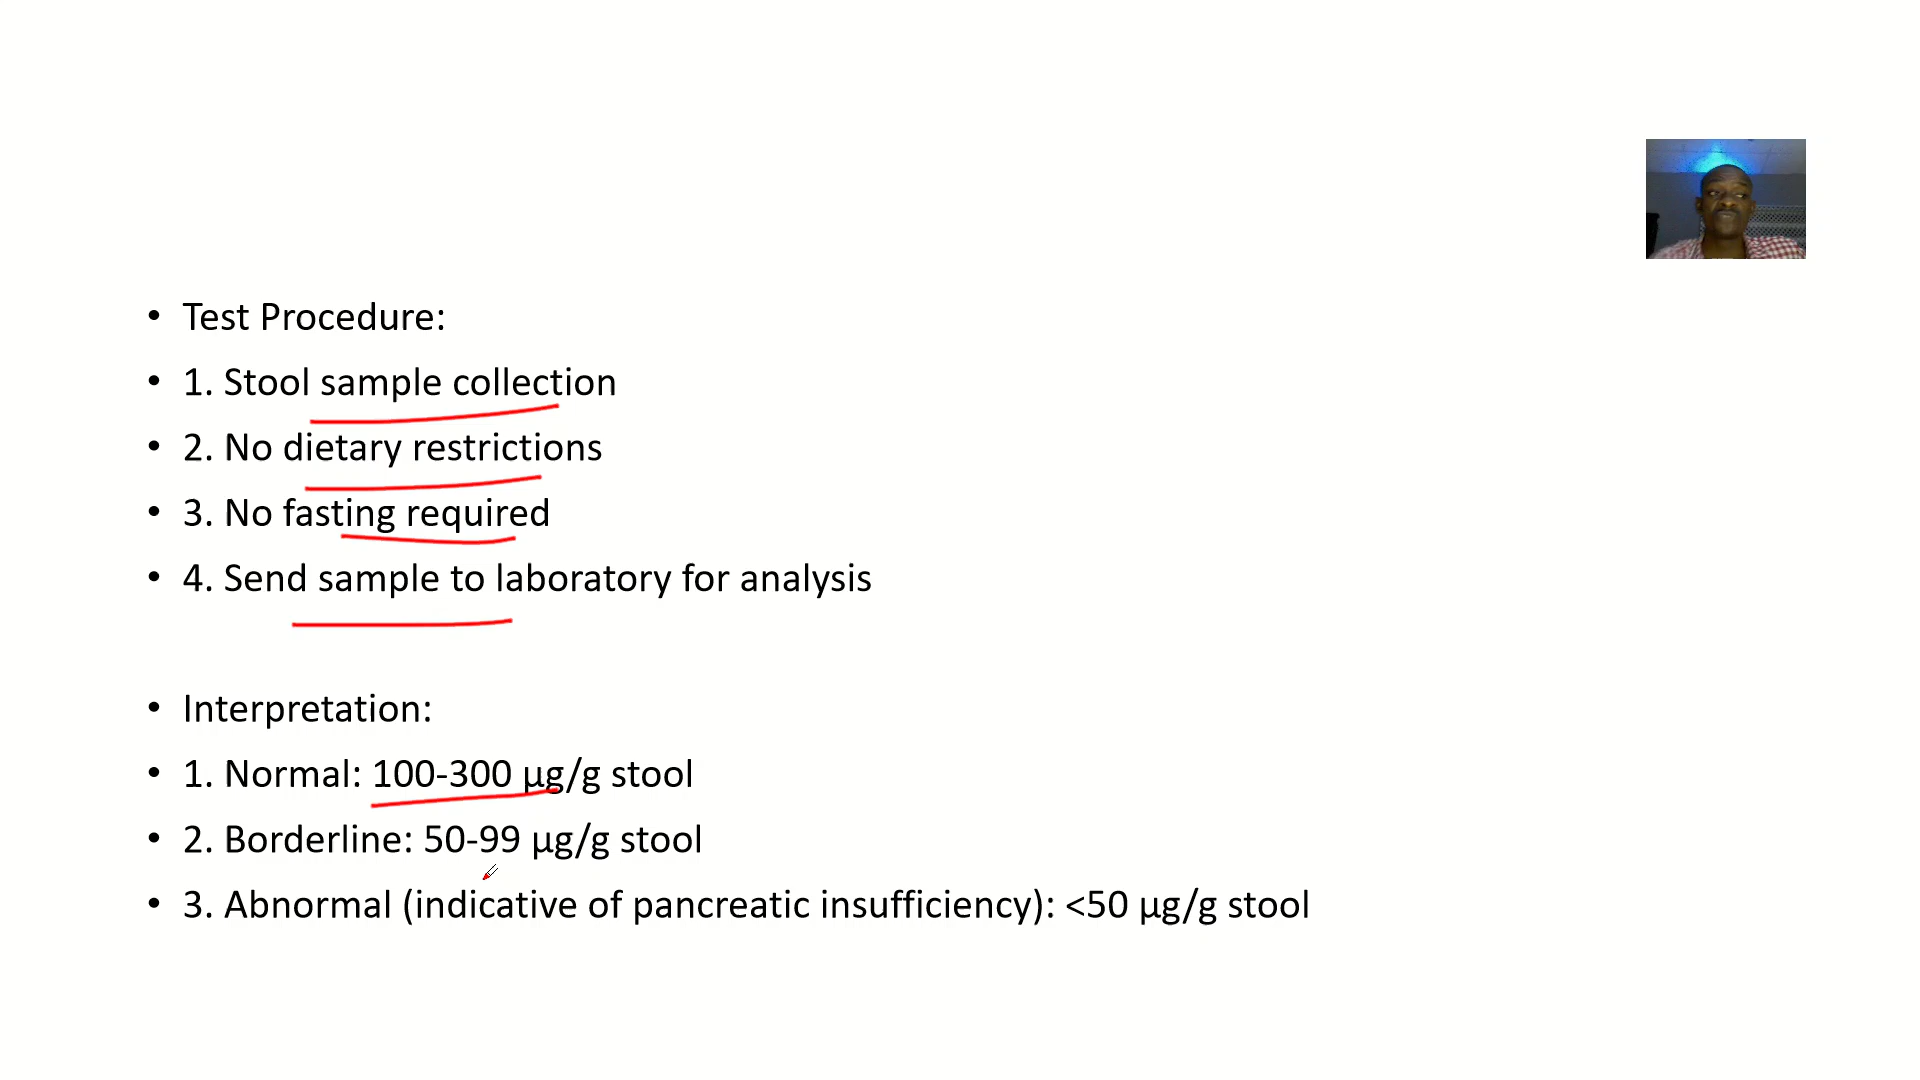 • Test Procedure:
• 1. Stool sample collection
• 2. No dietary restrictions
• 3. No fasting required
• 4. Send sample to laboratory for analysis
• Interpretation:
• 1. Normal: 100-300 μg/g stool
• 2. Borderline: 50-99 μg/g stool
• 3. Abnormal (indicative of pancreatic insufficiency): <50 μg/g stool